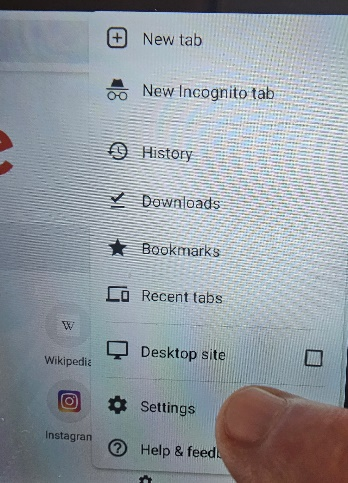 New tab
New Incognito tab
History
Downloads
Bookmarks
Recent tabs
W
Wikipedia
Desktop site
Instagram
Settings
Help & feed